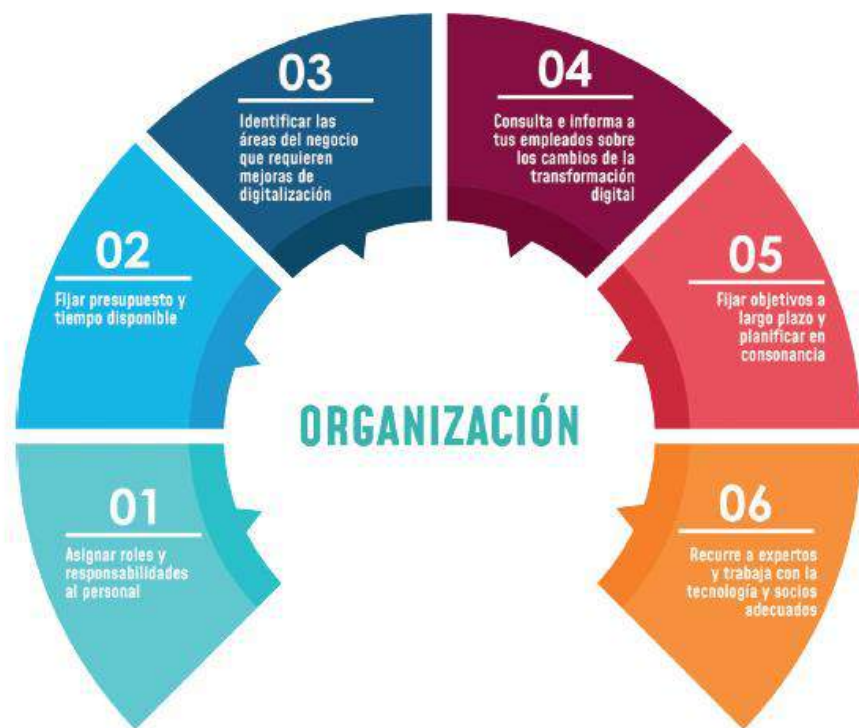 01
Asignar roles y
responsabilidades
al personal
02
Fijar presupuesto y
tiempo disponible
03
Identificar las
áreas del negocio
que requieren
mejoras de
digitalización
04
Consulta e informa a
tus empleados sobre
los cambios de la
transformación
digital
05
Fijar objetivos a
largo plazo y
planificar en
consonancia
06
Recurre a expertos
y trabaja con la
tecnología y socios
adecuados
ORGANIZACIÓN